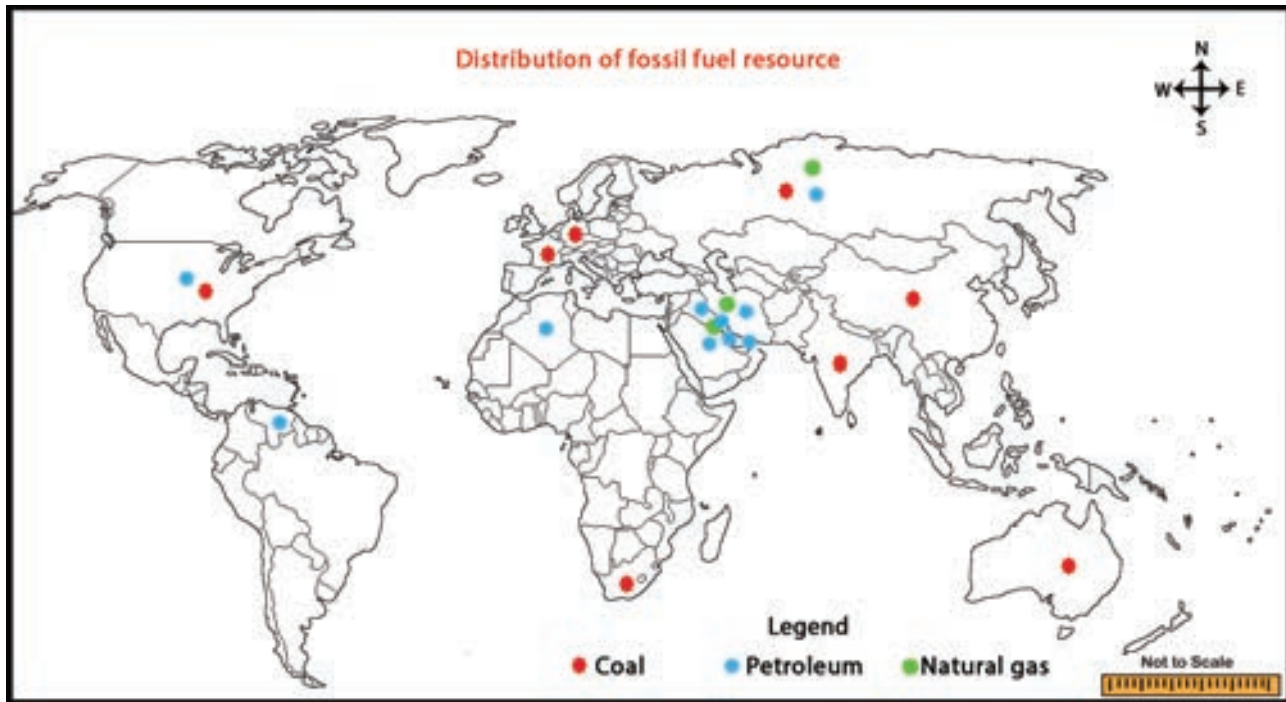 Distribution of fossil fuel resource
N
W E
S
Legend
Coal Petroleum Natural gas
Not to Scale